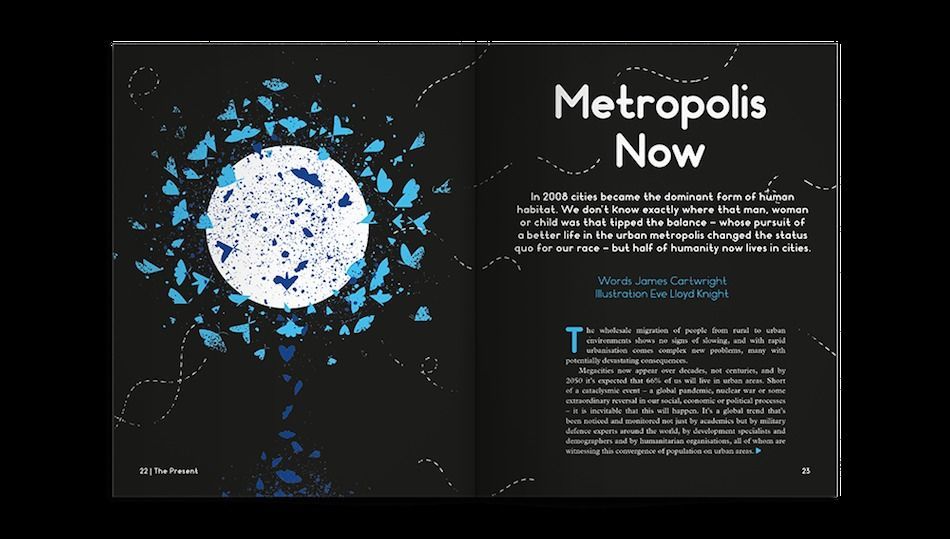 Metropolis
Now
In 2008 cities became the dominant form of human
habitat. We don't know exactly where that man, woman
or child was that tipped the balance – whose pursuit of
a better life in the urban metropolis changed the status
quo for our race – but half of humanity now lives in cities.
Words James Cartwright
Illustration Eve Lloyd Knight
The wholesale migration of people from rural to urban
environments shows no signs of slowing, and with rapid
urbanisation comes complex new problems, many with
potentially devastating consequences.
Megacities now appear over decades, not centuries, and by
2050 it's expected that 66% of us will live in urban areas. Short
of a cataclysmic event – a global pandemic, nuclear war or some
extraordinary reversal in our social, economic or political processes
– it is inevitable that this will happen. It's a global trend that's
been noticed and monitored not just by academics but by military
defence experts around the world, by development specialists and
demographers and by humanitarian organisations, all of whom are
witnessing this convergence of population on urban areas.
22 | The Present
23